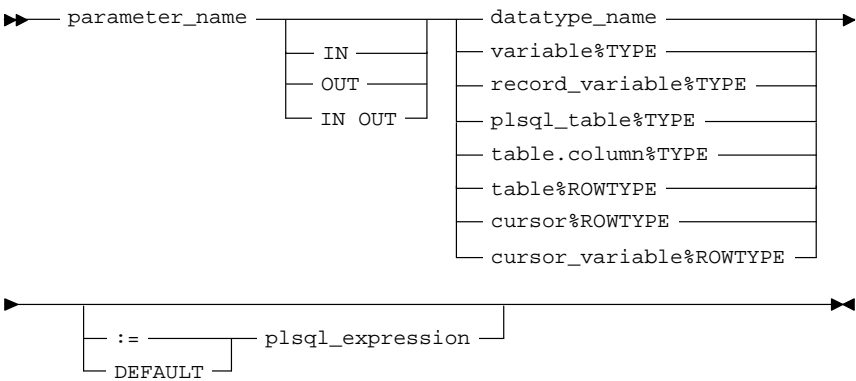 parameter_name datatype_name
IN variable%TYPE
OUT record_variable%TYPE
IN OUT plsql_table%TYPE
table.column%TYPE
table%ROWTYPE
cursor%ROWTYPE
cursor_variable%ROWTYPE
:= plsql_expression
DEFAULT